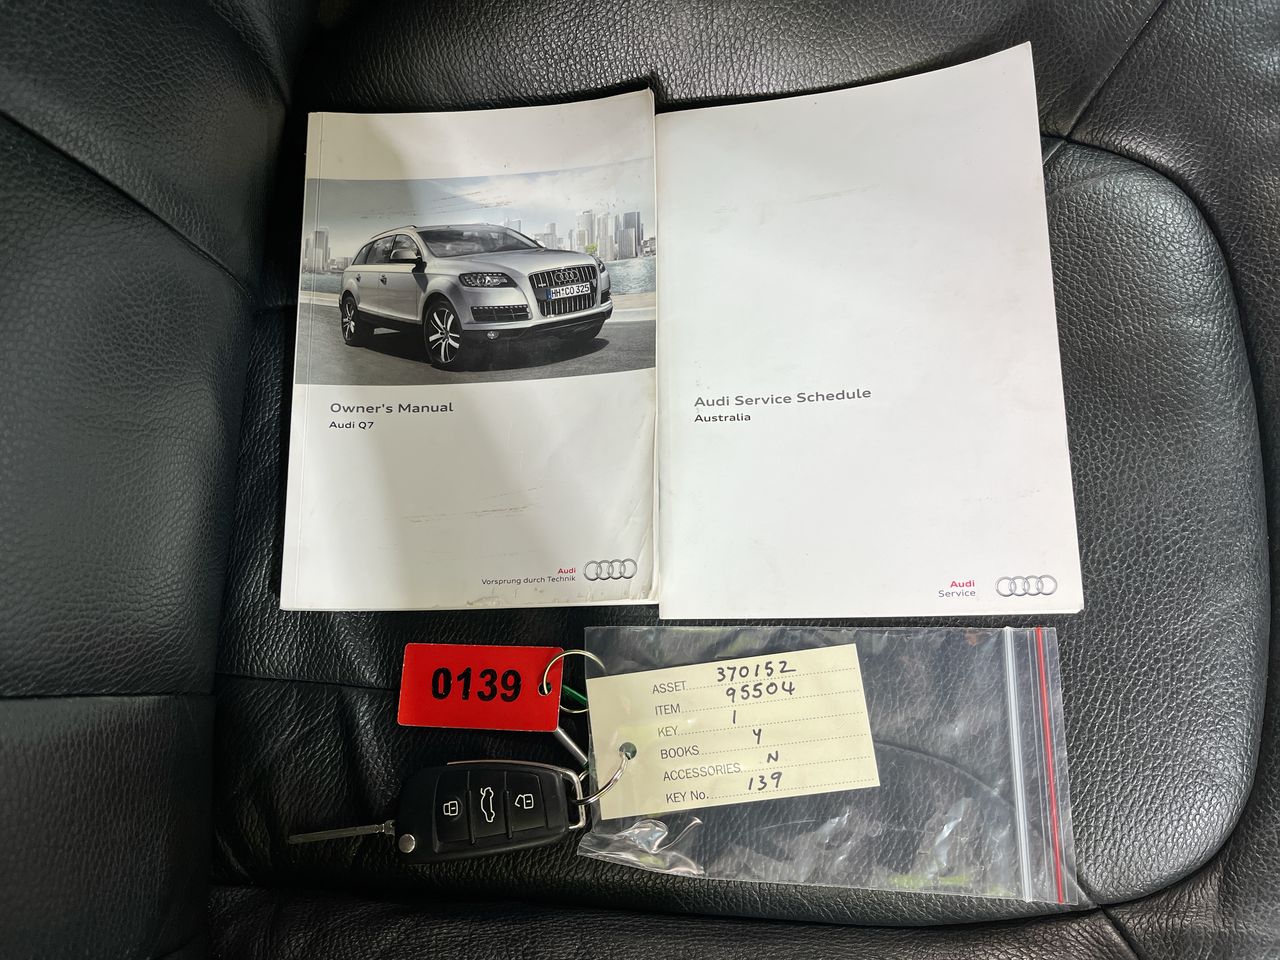 HH CO 325
Owner's Manual
Audi Q7
Audi
Vorsprung durch Technik
Audi Service Schedule
Australia
Audi
Service
0139
ASSET 370152
ITEM 95504
KEY 1
BOOKS Y
ACCESSORIES N
KEY No. 139